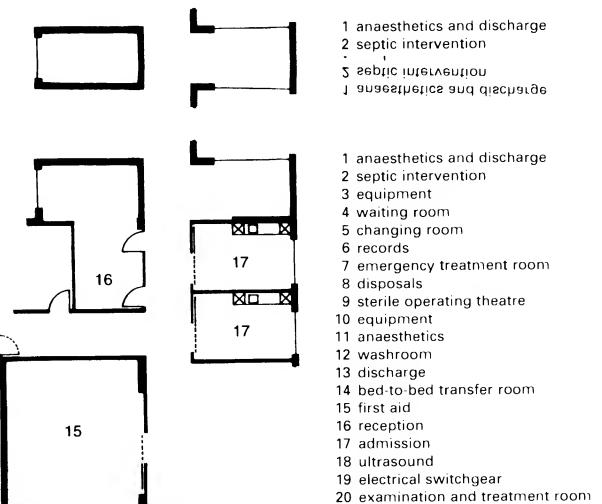 1 anaesthetics and discharge
2 septic intervention
2 septic intervention
1 anaesthetics and discharge
1 anaesthetics and discharge
2 septic intervention
3 equipment
4 waiting room
5 changing room
6 records
7 emergency treatment room
8 disposals
9 sterile operating theatre
10 equipment
11 anaesthetics
12 washroom
13 discharge
14 bed-to-bed transfer room
15 first aid
16 reception
17 admission
18 ultrasound
19 electrical switchgear
20 examination and treatment room
16
17
17
15